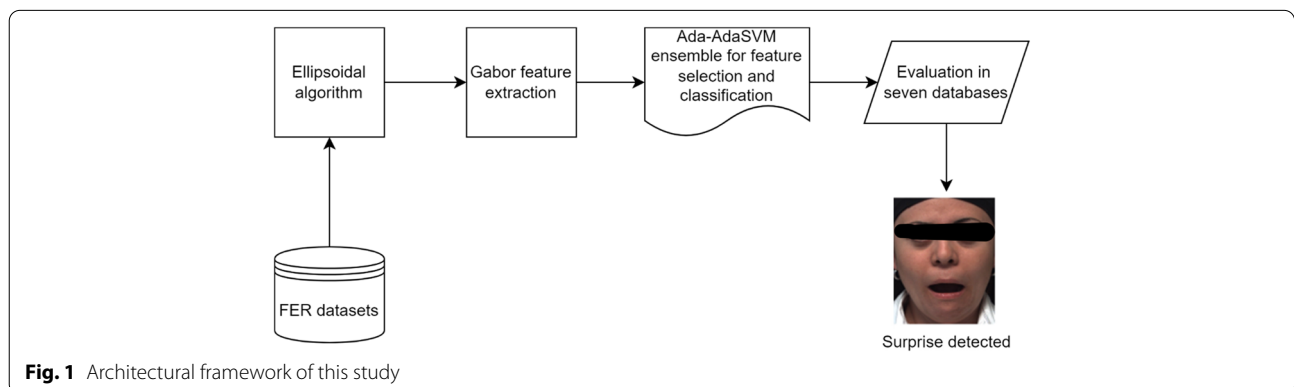 Ellipsoidal
algorithm
Gabor feature
extraction
Ada-AdaSVM
ensemble for feature
selection and
classification
Evaluation in
seven databases
FER datasets
Surprise detected
Fig. 1 Architectural framework of this study